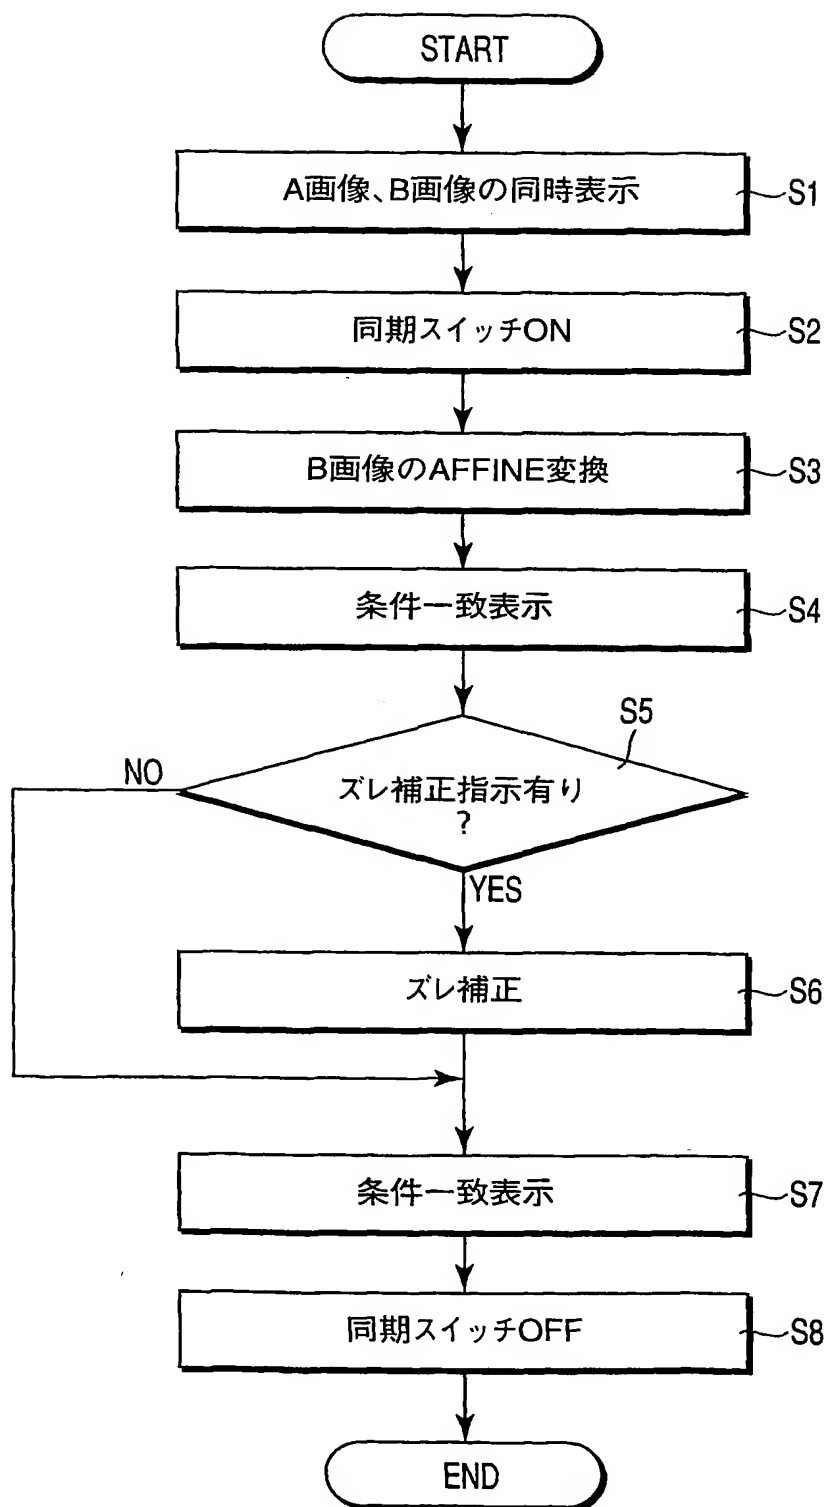 START
A画像、B画像の同時表示
S1
同期スイッチON
S2
B画像のAFFINE変換
S3
条件一致表示
S4
S5
NO
ズレ補正指示有り
?
YES
ズレ補正
S6
条件一致表示
S7
同期スイッチOFF
S8
END